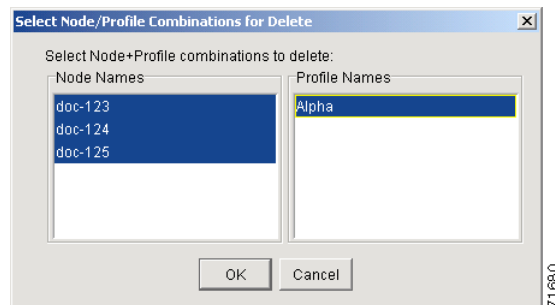 Select Node/Profile Combinations for Delete
Select Node+Profile combinations to delete:
Node Names
doc-123
doc-124
doc-125
Profile Names
Alpha
OK
Cancel
71680